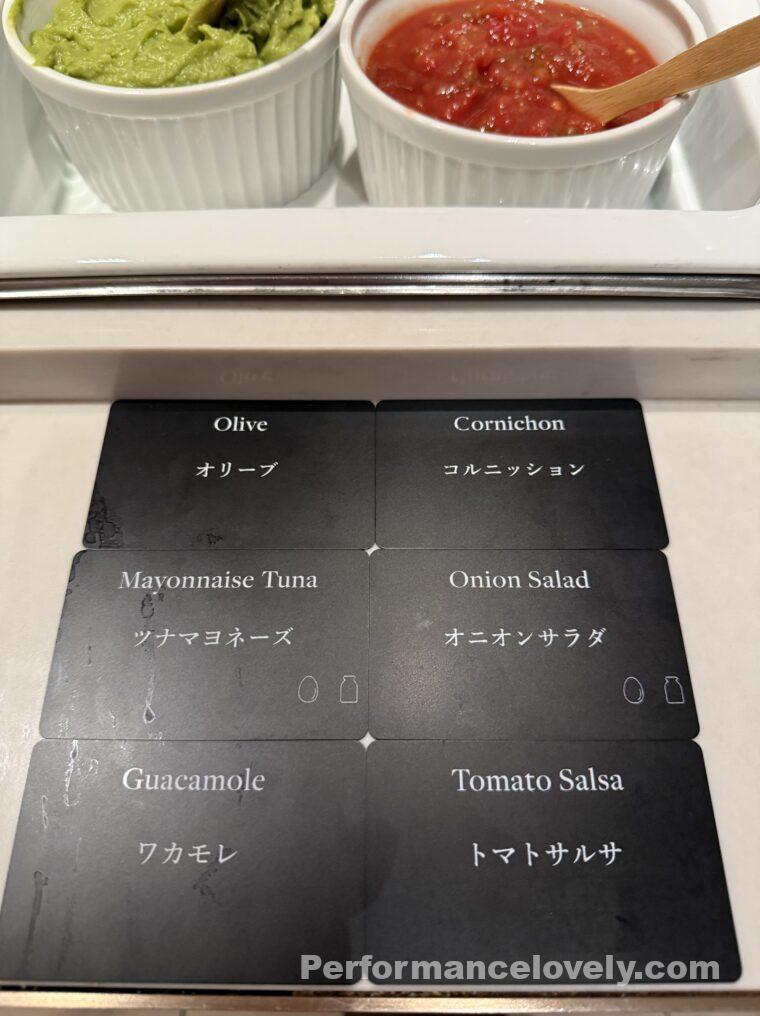 Olive
オリーブ
Cornichon
コルニッション
Mayonnaise Tuna
ツナマヨネーズ
Onion Salad
オニオンサラダ
Guacamole
ワカモレ
Tomato Salsa
トマトサルサ
Performancelovely.com